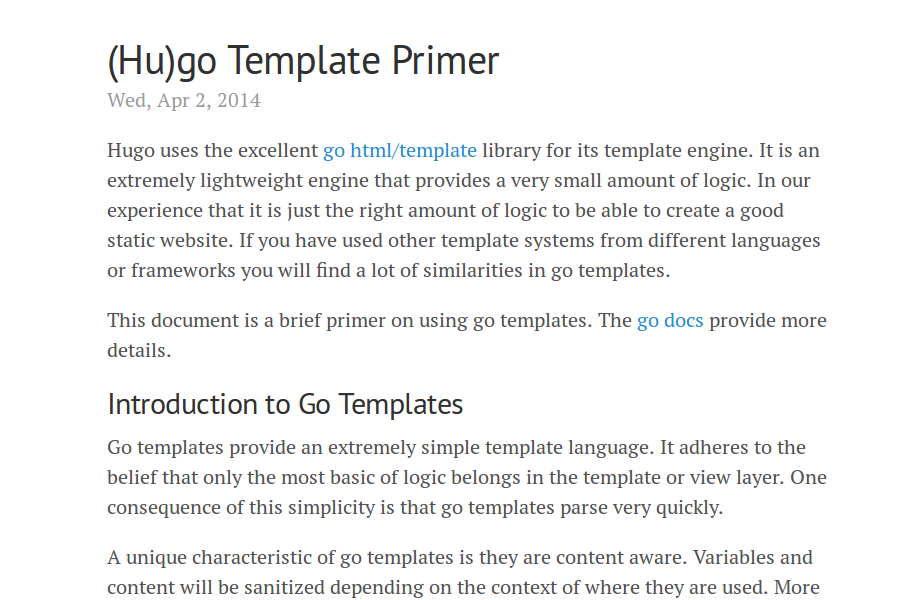 (Hu)go Template Primer
Wed, Apr 2, 2014
Hugo uses the excellent go html/template library for its template engine. It is an
extremely lightweight engine that provides a very small amount of logic. In our
experience that it is just the right amount of logic to be able to create a good
static website. If you have used other template systems from different languages
or frameworks you will find a lot of similarities in go templates.
This document is a brief primer on using go templates. The go docs provide more
details.
Introduction to Go Templates
Go templates provide an extremely simple template language. It adheres to the
belief that only the most basic of logic belongs in the template or view layer. One
consequence of this simplicity is that go templates parse very quickly.
A unique characteristic of go templates is they are content aware. Variables and
content will be sanitized depending on the context of where they are used. More